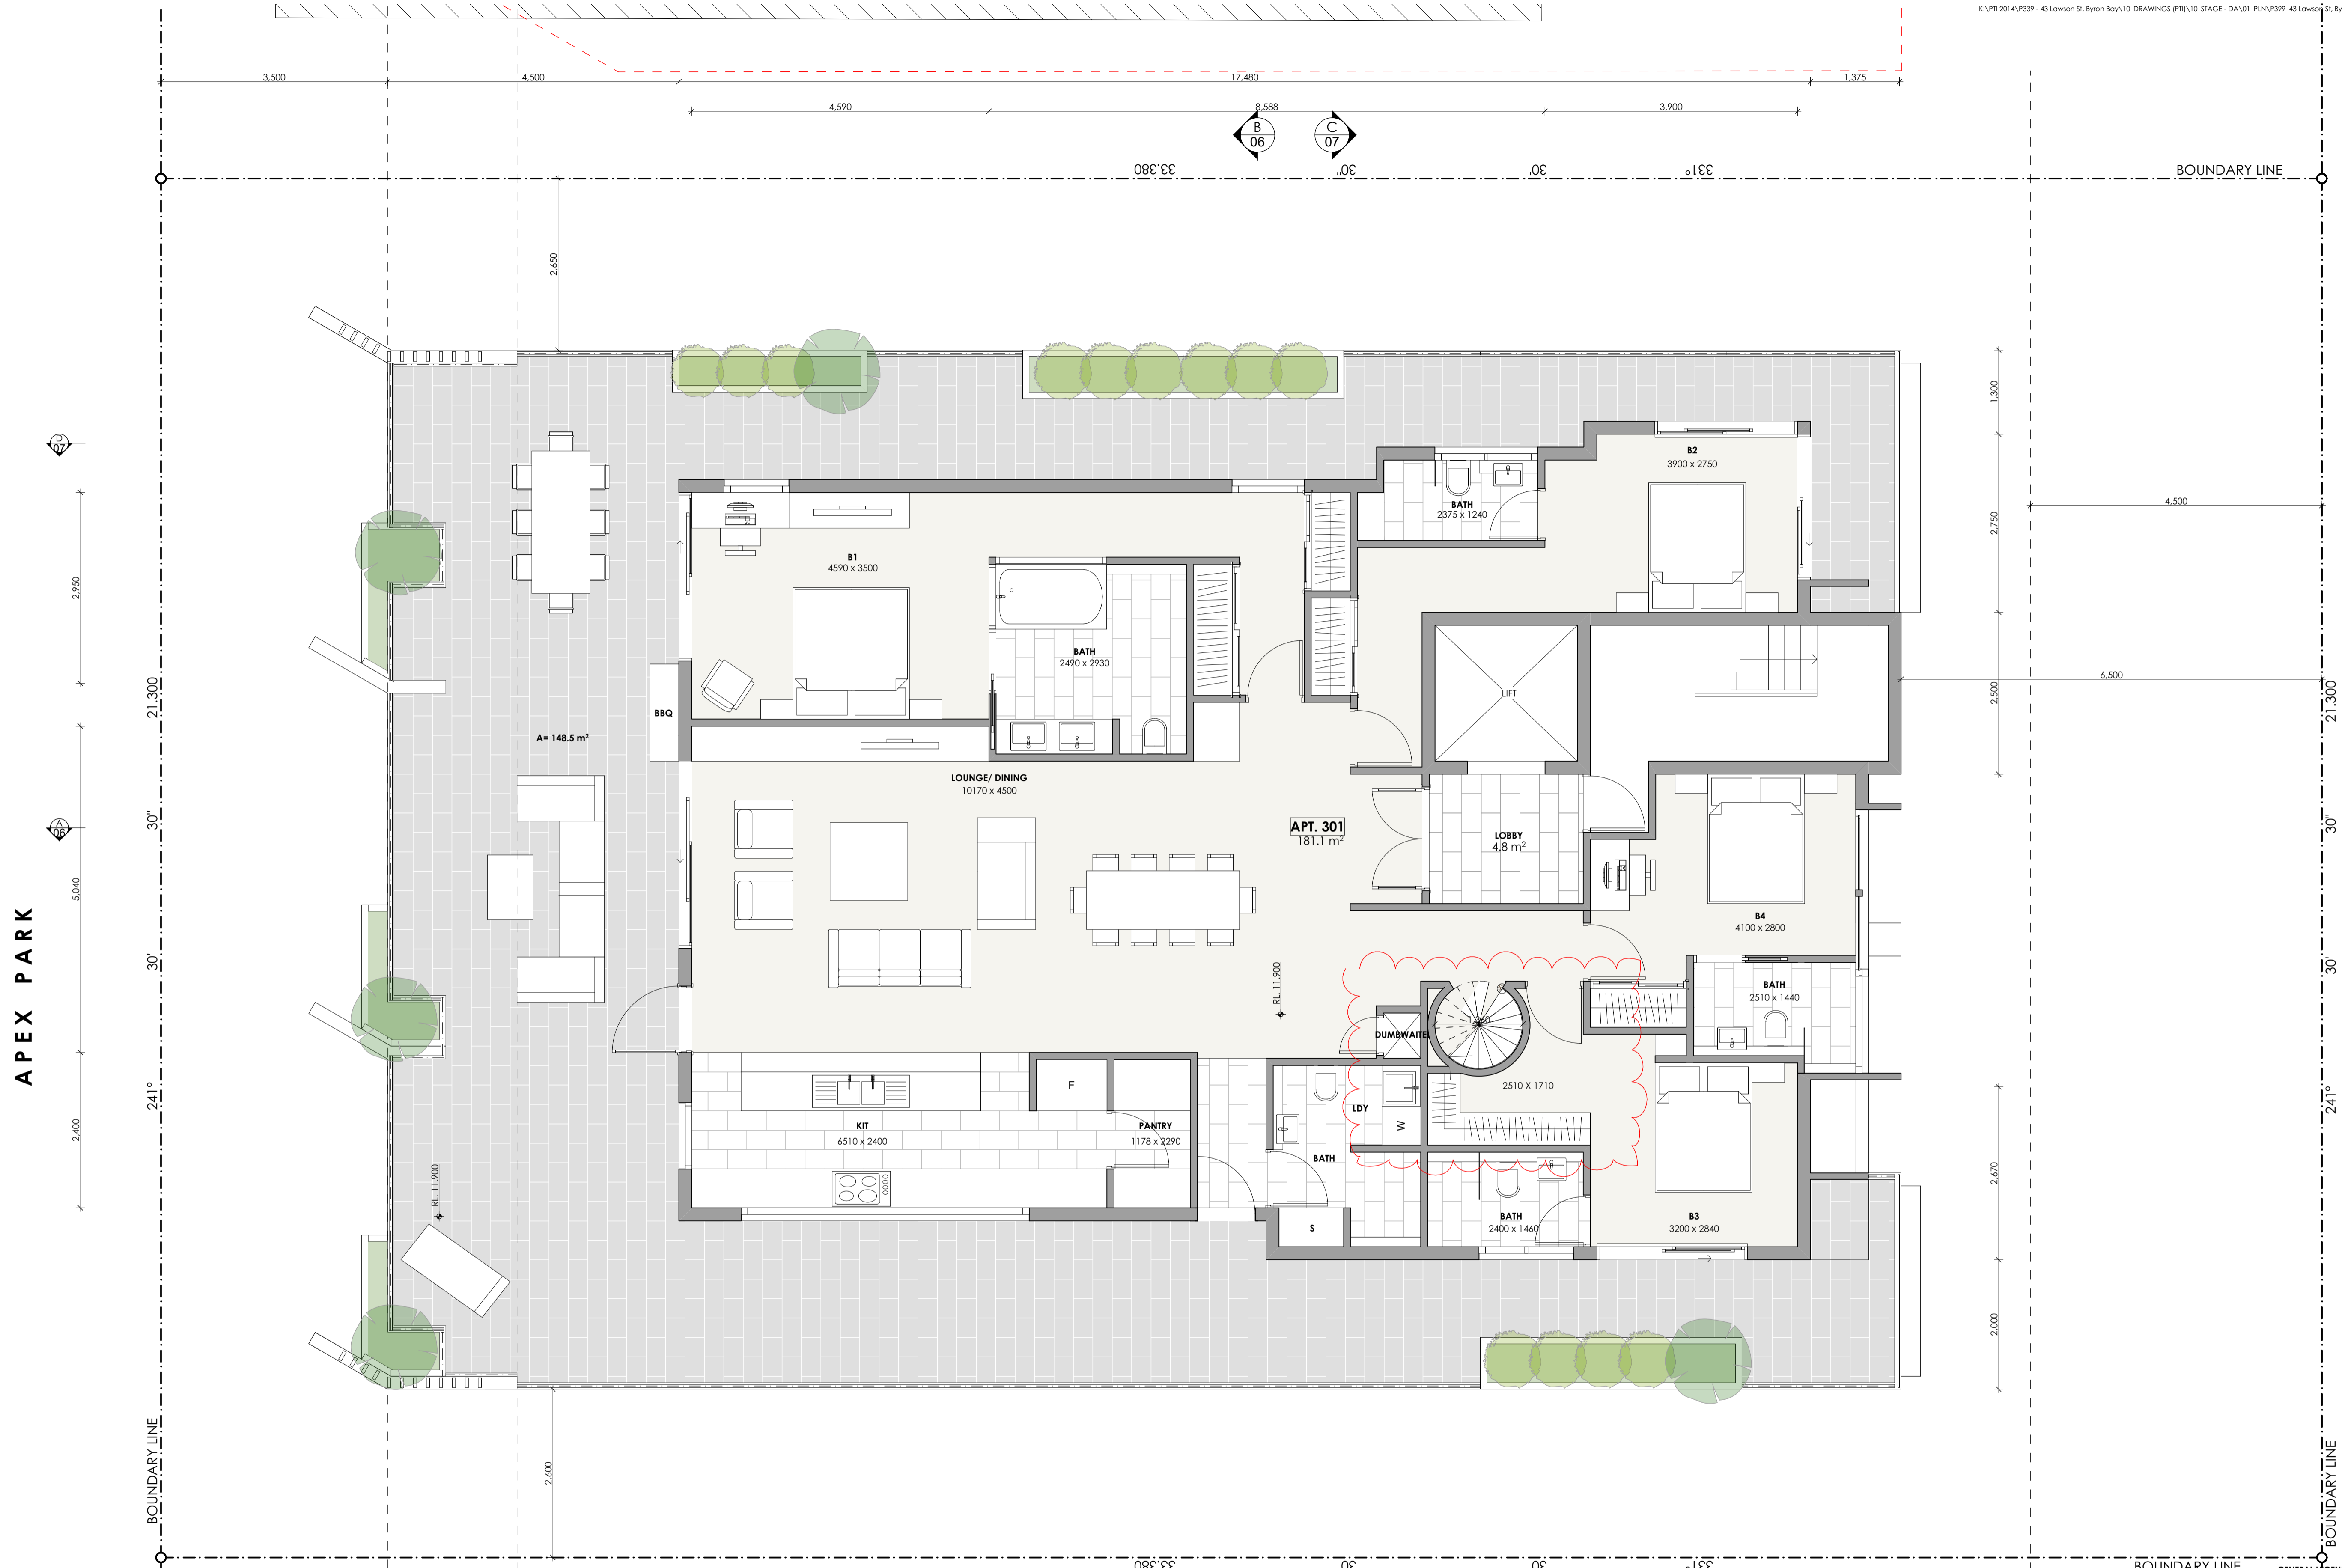 K:\PTI 2014\P339 - 43 Lawson St, Byron Bay\10_DRAWINGS (PTI)\10_STAGE - DA\01_PLN\P399_43 Lawson St, By
3,500
4,500
17,480
1,375
4,590
8,588
3,900
B
06
C
07
33.380
30"
30'
331°
BOUNDARY LINE
2,650
1,300
D
07
B2
3900 x 2750
BATH
2375 x 1240
4,500
2,750
B1
4590 x 3500
2,950
BATH
2490 x 2930
6,500
2,500
LIFT
21.300
21.300
BBQ
A= 148.5 m²
LOUNGE/ DINING
10170 x 4500
A
06
30"
30"
APT. 301
181.1 m²
LOBBY
4.8 m²
5,040
B4
4100 x 2800
APEX PARK
30'
30'
RL. 11.900
BATH
2510 x 1440
DUMBWAITE
F
2510 X 1710
241°
241°
LDY
W
KIT
6510 x 2400
PANTRY
1178 x 2290
2,400
BATH
2,670
RL. 11.900
S
BATH
2400 x 1460
B3
3200 x 2840
2,000
BOUNDARY LINE
BOUNDARY LINE
2,600
33.380
30
30
331°
BOUNDARY LINE